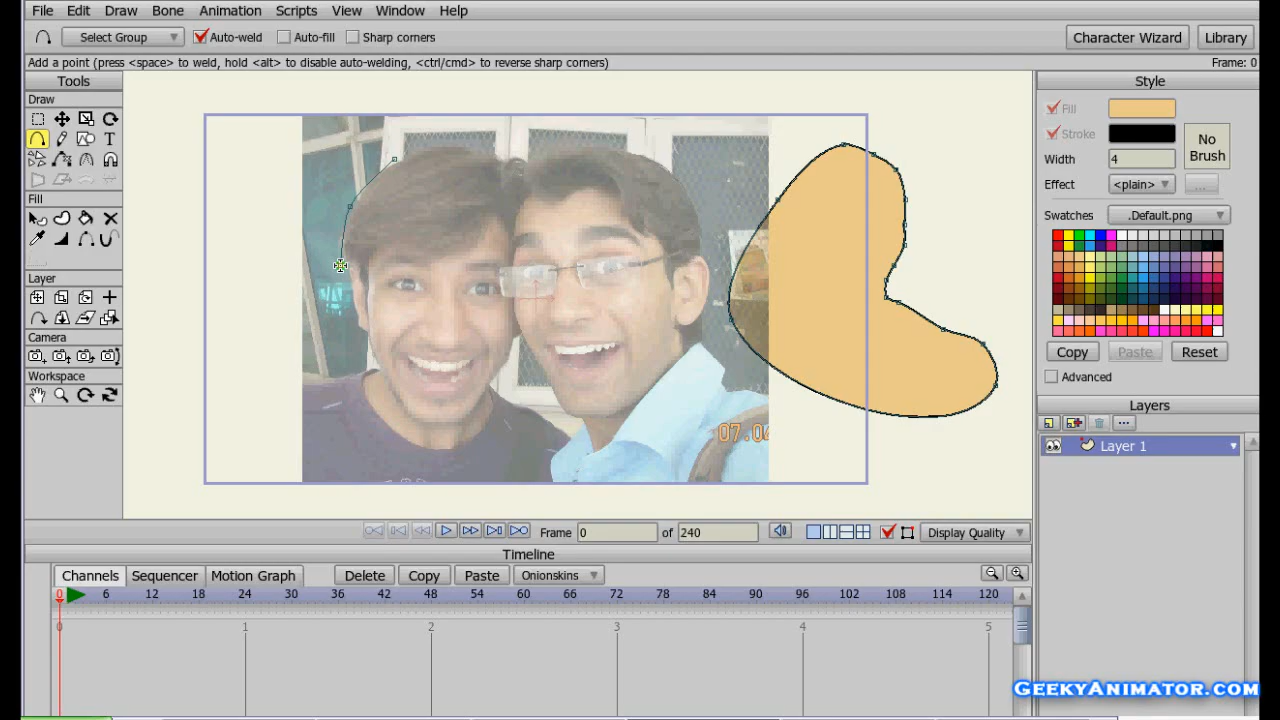 File Edit Draw Bone Animation Scripts View Window Help
Select Group Auto-weld Auto-fill Sharp corners Character Wizard Library
Add a point (press <space> to weld, hold <alt> to disable auto-welding, <ctrl/cmd> to reverse sharp corners) Frame: 0
Tools
Draw
T
Fill
Layer
Camera
Workspace
07.0
Style
Fill
Stroke
No Brush
Width 4
Effect <plain> ...
Swatches .Default.png
Copy Paste Reset
Advanced
Layers
Layer 1
Frame 0 of 240 Display Quality
Timeline
Channels Sequencer Motion Graph Delete Copy Paste Onionskins
0 6 12 18 24 30 36 42 48 54 60 66 72 78 84 90 96 102 108 114 120
0 1 2 3 4 5
GeekyAnimator.com